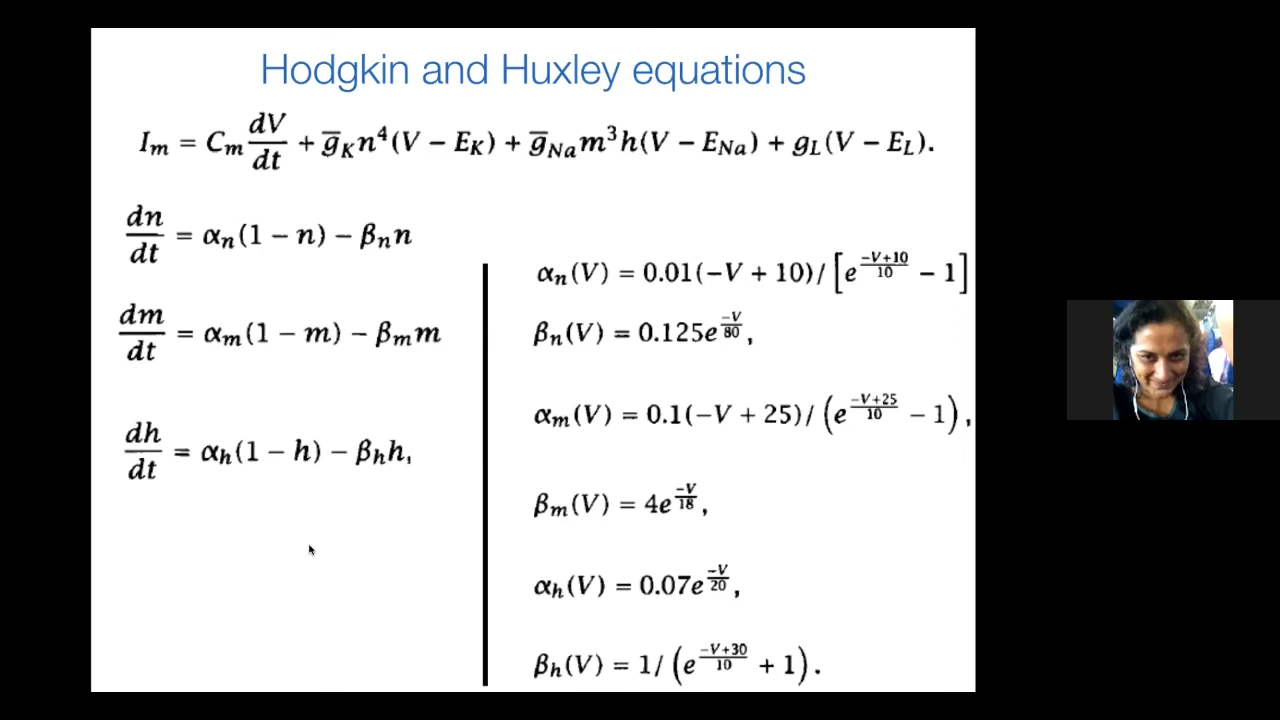 Hodgkin and Huxley equations
I_m = C_m dV/dt + g̅_K n⁴(V − E_K) + g̅_Na m³h(V − E_Na) + g_L(V − E_L).
dn/dt = α_n(1 − n) − β_n n
dm/dt = α_m(1 − m) − β_m m
dh/dt = α_h(1 − h) − β_h h,
α_n(V) = 0.01(−V + 10)/[e^((−V+10)/10) − 1]
β_n(V) = 0.125e^(−V/80),
α_m(V) = 0.1(−V + 25)/(e^((−V+25)/10) − 1),
β_m(V) = 4e^(−V/18),
α_h(V) = 0.07e^(−V/20),
β_h(V) = 1/(e^((−V+30)/10) + 1).